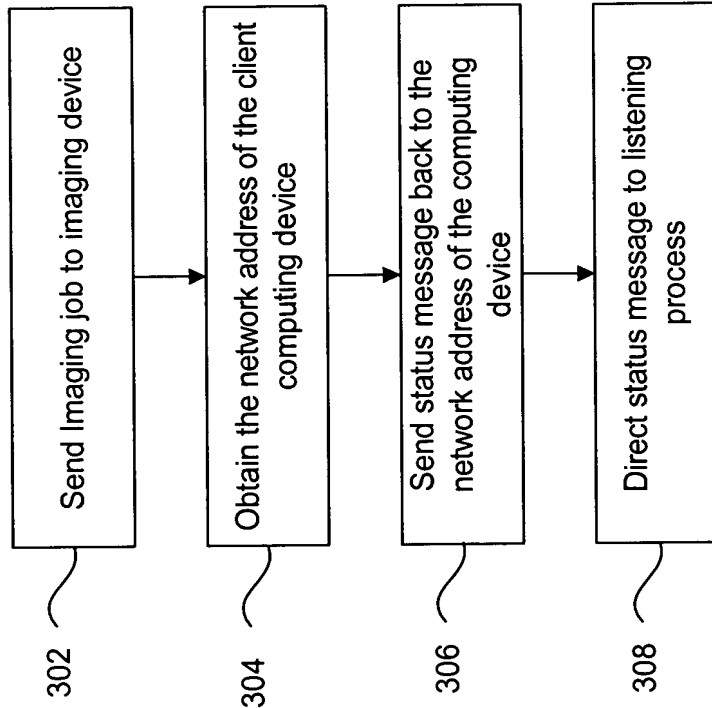 302
Send Imaging job to imaging device
304
Obtain the network address of the client
computing device
306
Send status message back to the
network address of the computing
device
308
Direct status message to listening
process